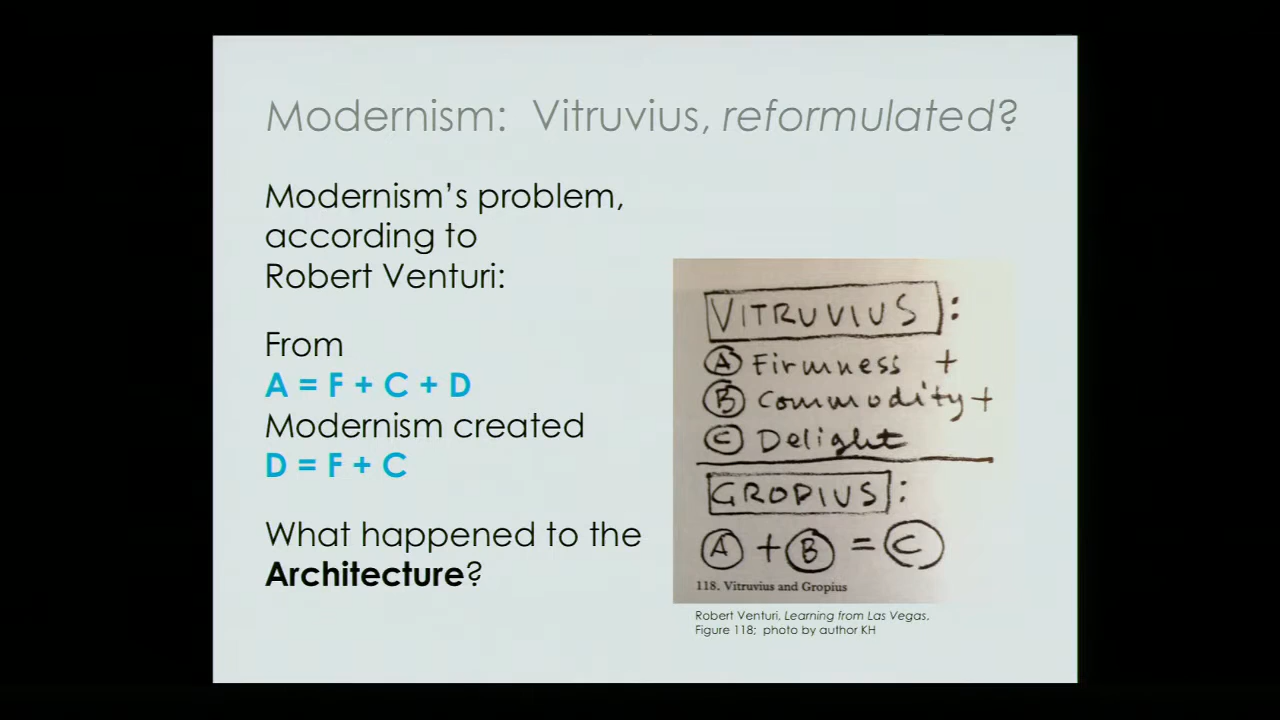 Modernism: Vitruvius, reformulated?
Modernism's problem,
according to
Robert Venturi:
From
A = F + C + D
Modernism created
D = F + C
What happened to the
Architecture?
VITRUVIUS:
A Firmness +
B Commodity +
C Delight
GROPIUS:
A + B = C
118. Vitruvius and Gropius
Robert Venturi, Learning from Las Vegas,
Figure 118; photo by author KH